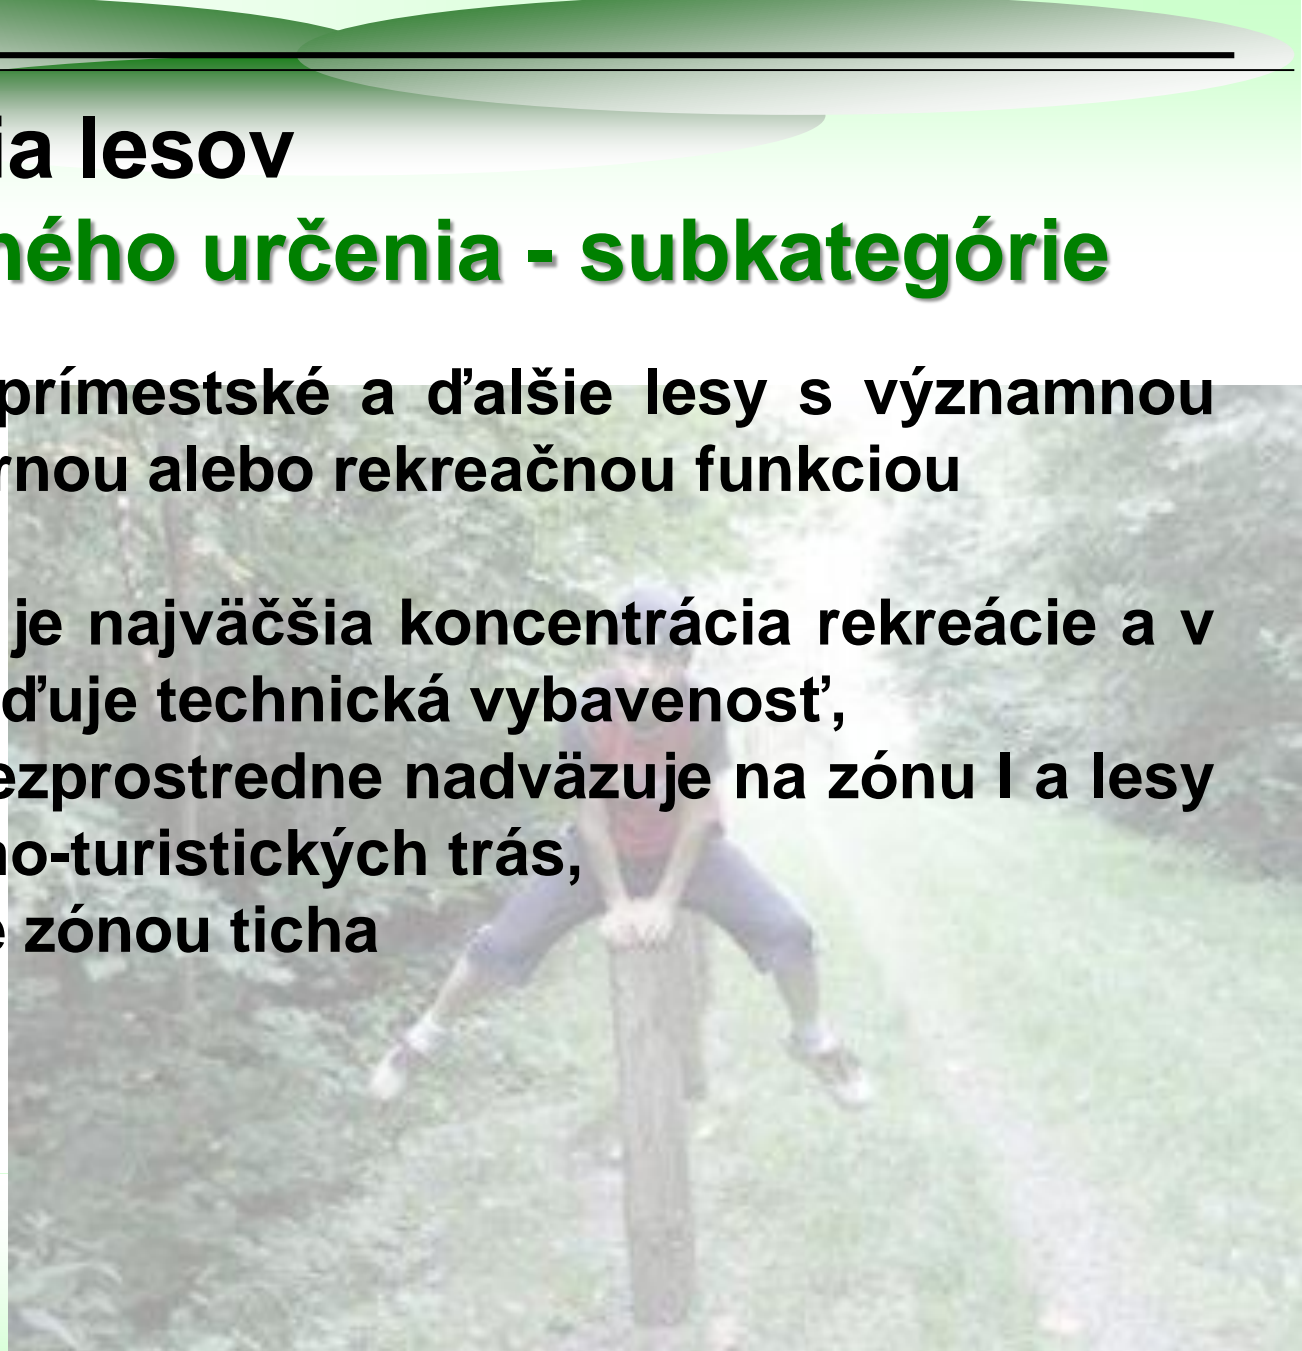 ia lesov
ného určenia - subkategórie
prímestské a ďalšie lesy s významnou
rnou alebo rekreačnou funkciou
je najväčšia koncentrácia rekreácie a v
ďuje technická vybavenosť,
ezprostredne nadväzuje na zónu I a lesy
no-turistických trás,
e zónou ticha